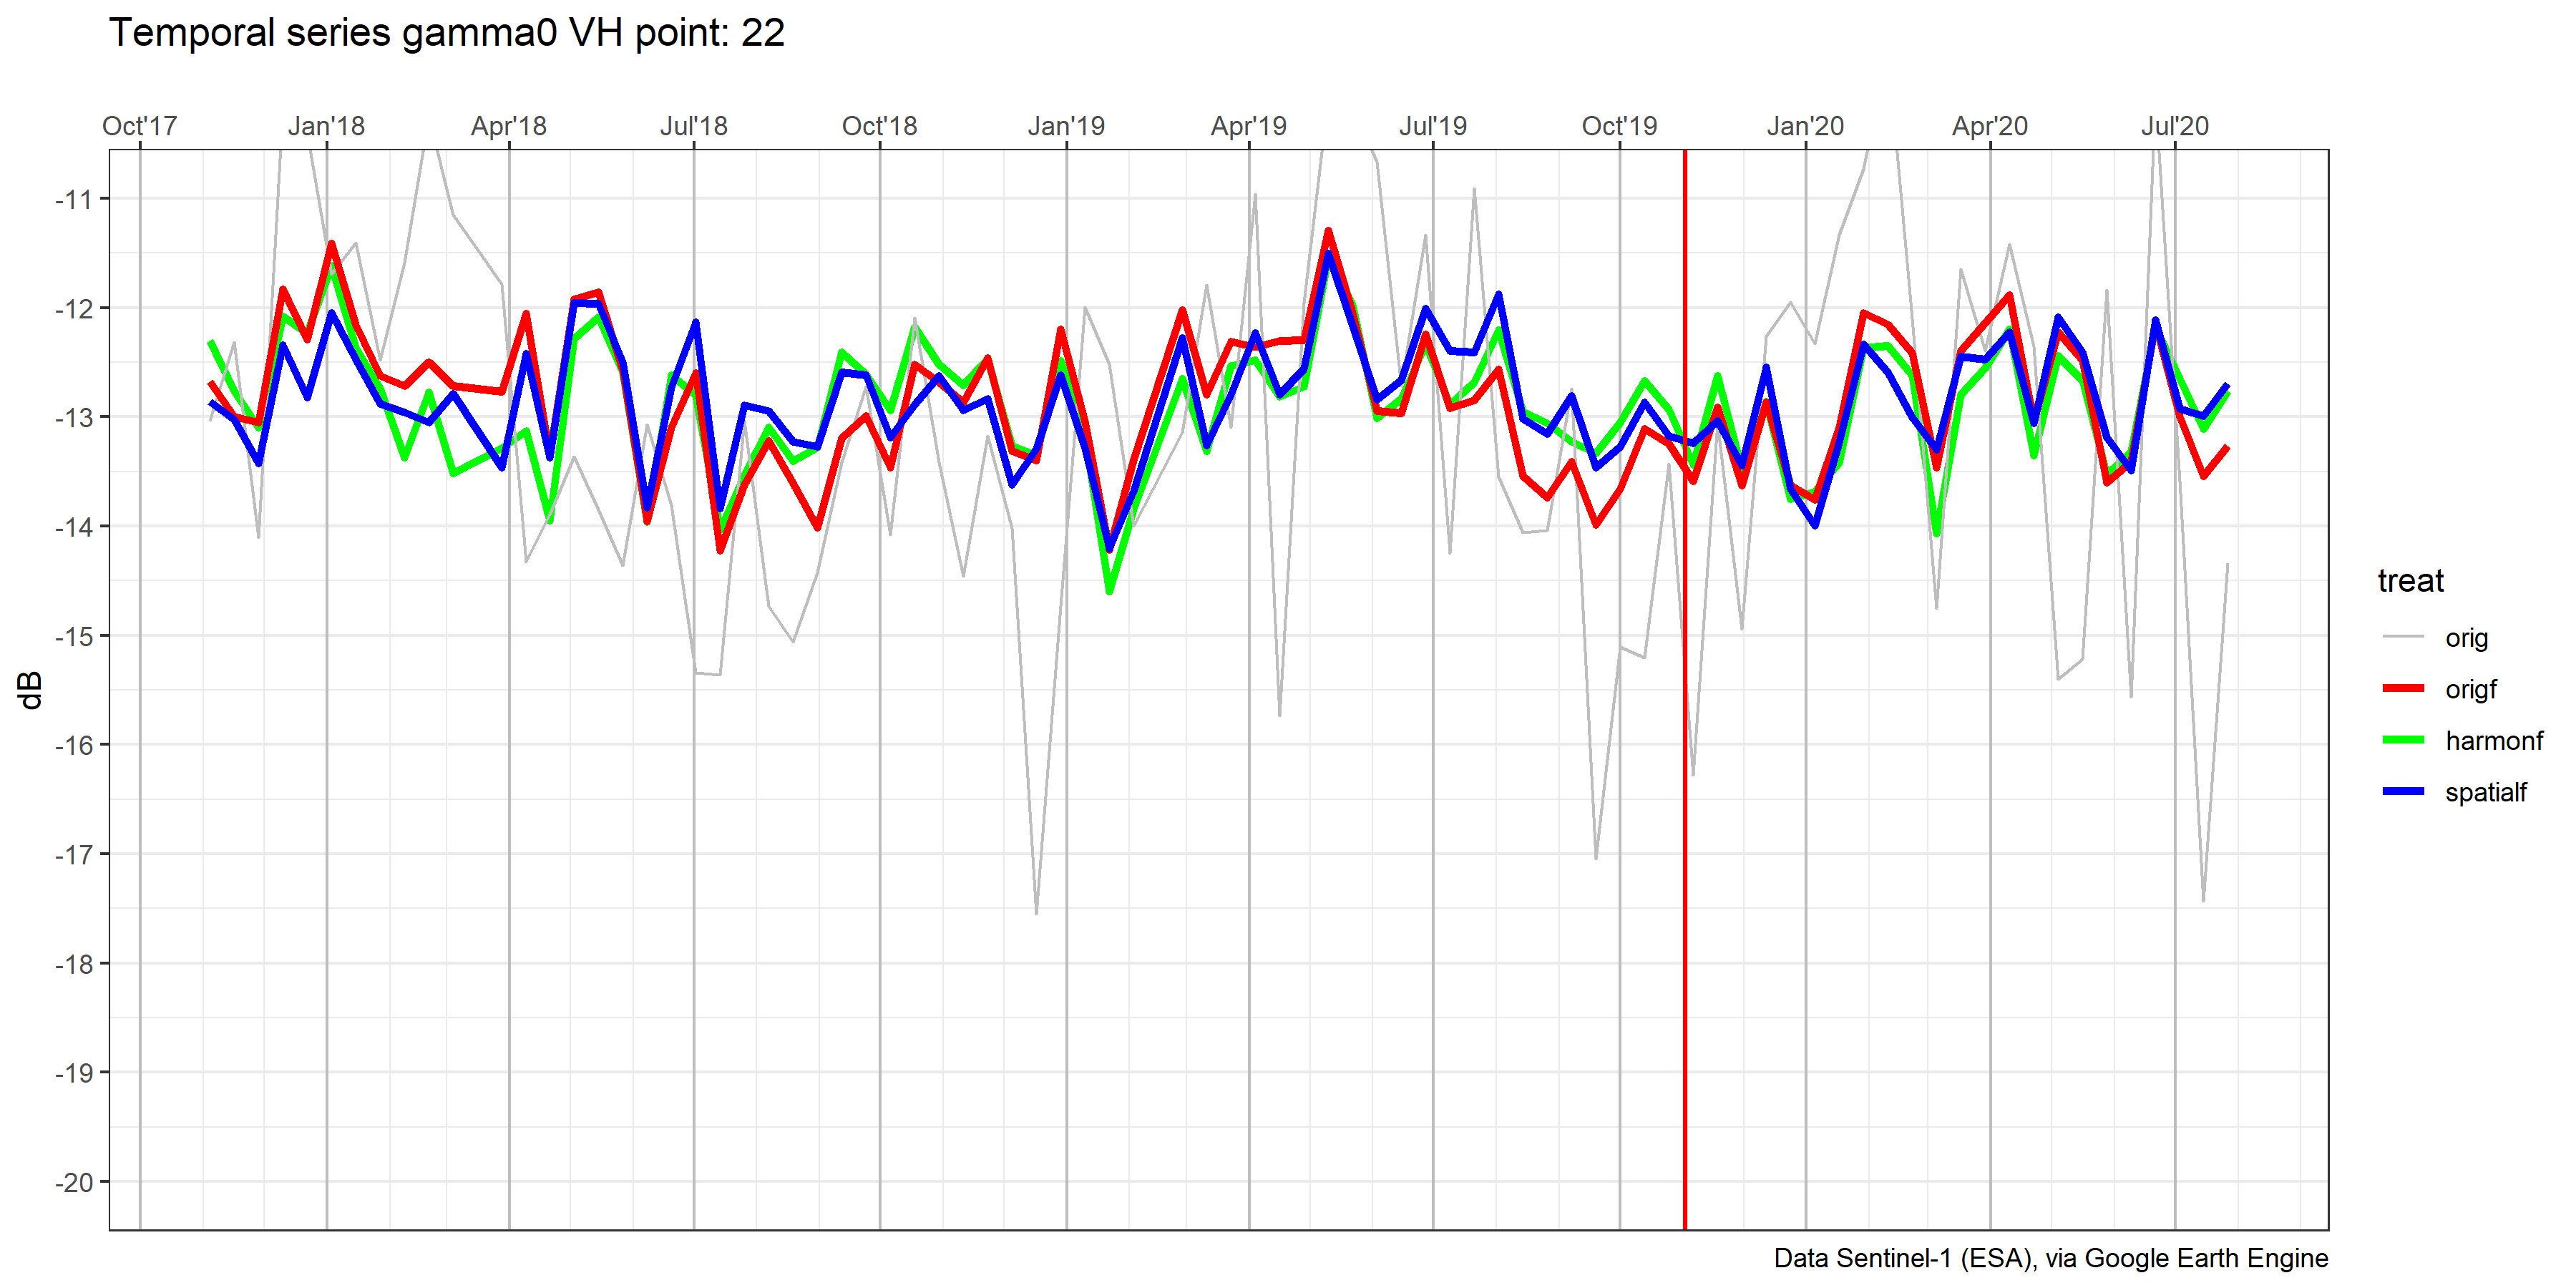 Temporal series gamma0 VH point: 22
Oct'17 Jan'18 Apr'18 Jul'18 Oct'18 Jan'19 Apr'19 Jul'19 Oct'19 Jan'20 Apr'20 Jul'20
-11
-12
-13
-14
-15
-16
-17
-18
-19
-20
dB
treat
orig
origf
harmonf
spatialf
Data Sentinel-1 (ESA), via Google Earth Engine